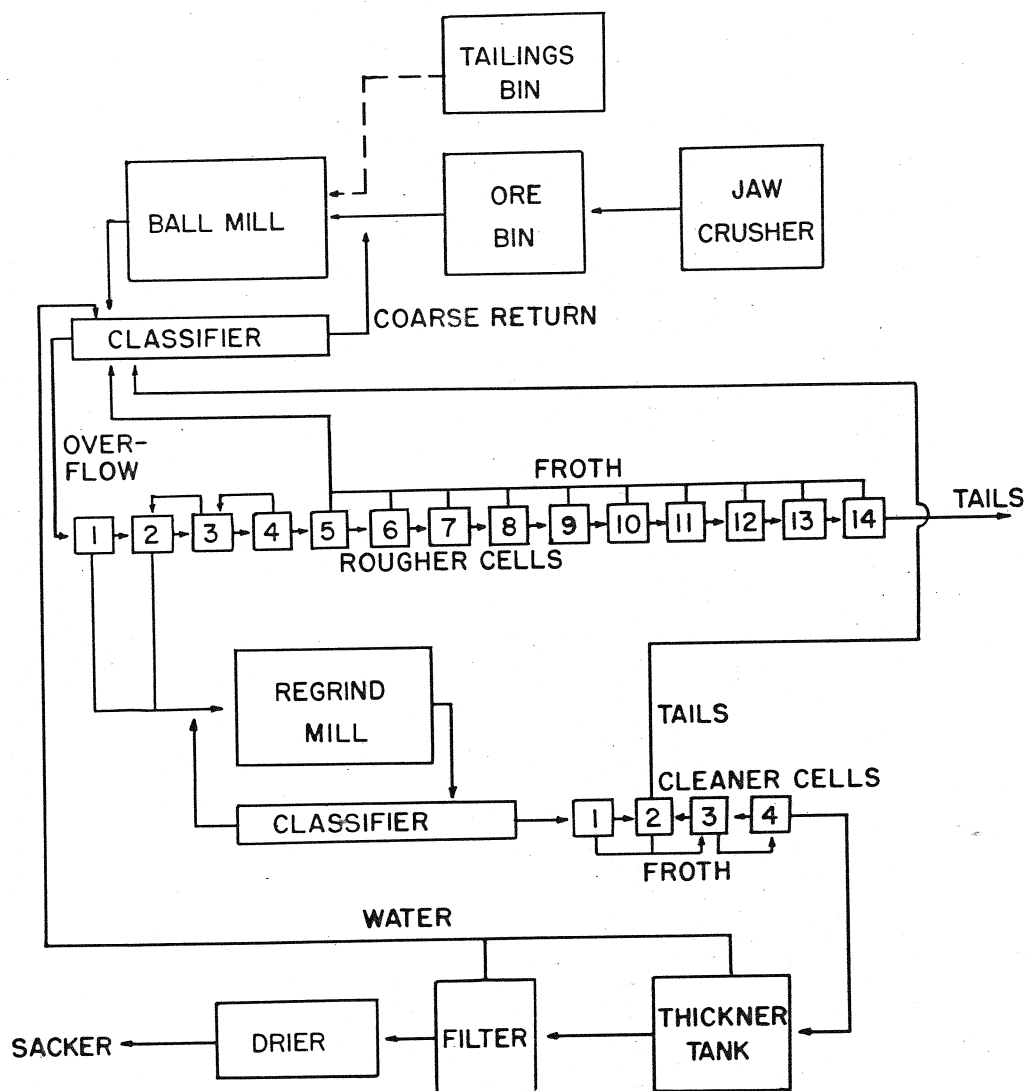 TAILINGS
BIN
BALL MILL
ORE
BIN
JAW
CRUSHER
COARSE RETURN
CLASSIFIER
OVER-
FLOW
FROTH
TAILS
1 2 3 4 5 6 7 8 9 10 11 12 13 14
ROUGHER CELLS
REGRIND
MILL
TAILS
CLEANER CELLS
CLASSIFIER
1 2 3 4
FROTH
WATER
SACKER
DRIER
FILTER
THICKNER
TANK